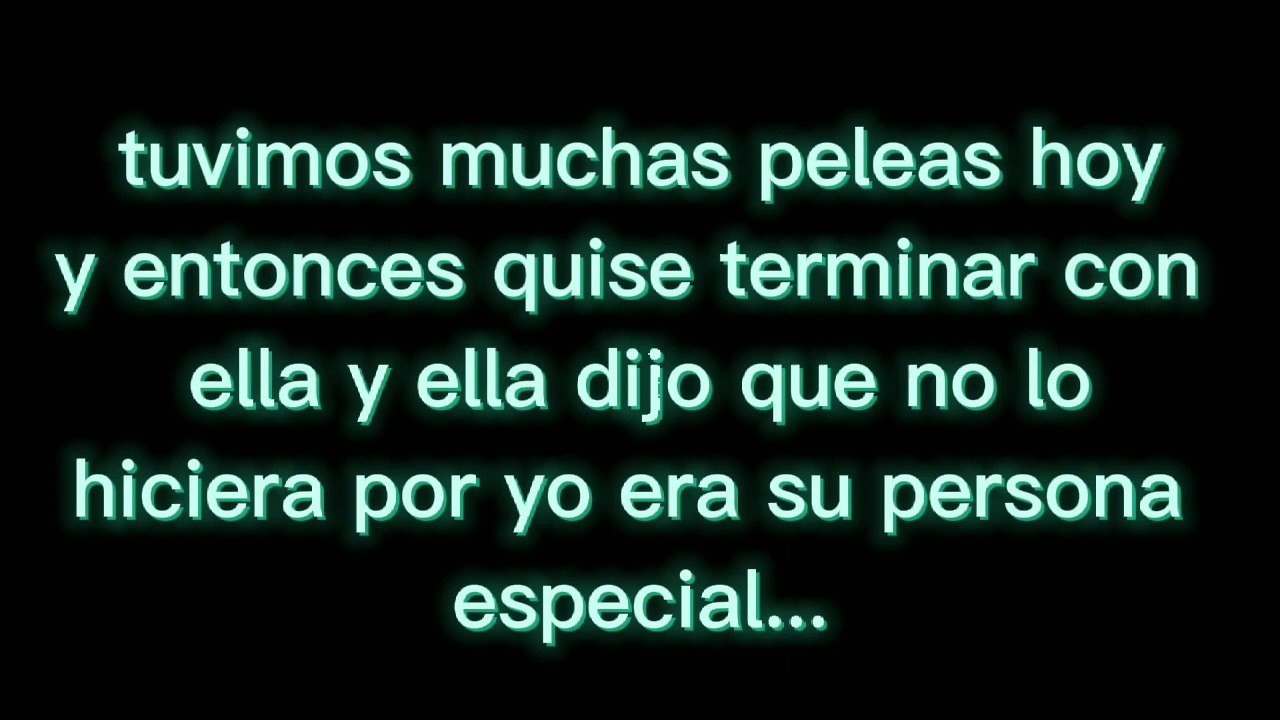 tuvimos muchas peleas hoy
y entonces quise terminar con
ella y ella dijo que no lo
hiciera por yo era su persona
especial...